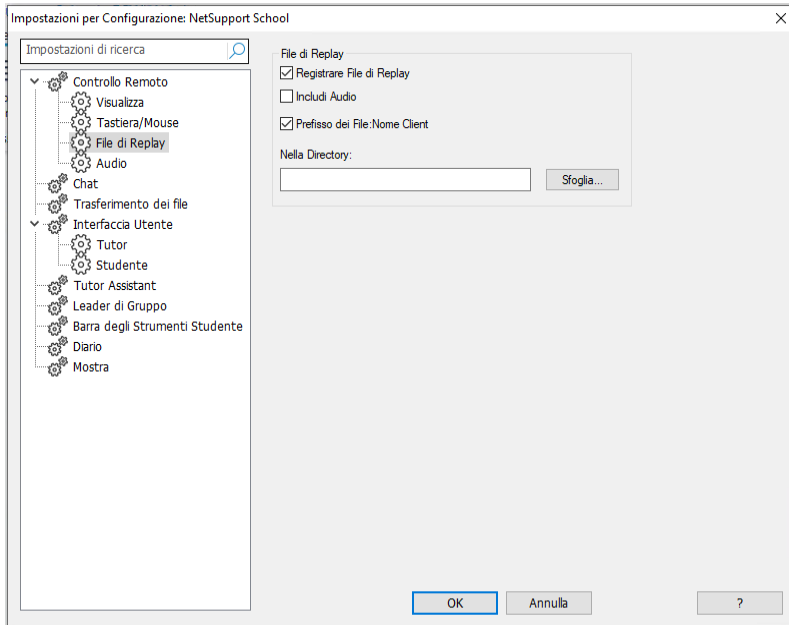 Impostazioni per Configurazione: NetSupport School
Impostazioni di ricerca
Controllo Remoto
Visualizza
Tastiera/Mouse
File di Replay
Audio
Chat
Trasferimento dei file
Interfaccia Utente
Tutor
Studente
Tutor Assistant
Leader di Gruppo
Barra degli Strumenti Studente
Diario
Mostra
File di Replay
Registrare File di Replay
Includi Audio
Prefisso dei File:Nome Client
Nella Directory:
Sfoglia...
OK
Annulla
?